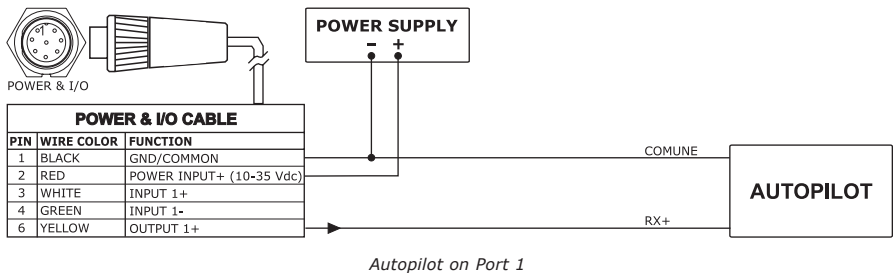 POWER SUPPLY
- +
1
POWER & I/O
POWER & I/O CABLE
PIN WIRE COLOR FUNCTION
1 BLACK GND/COMMON
2 RED POWER INPUT+ (10-35 Vdc)
3 WHITE INPUT 1+
4 GREEN INPUT 1-
6 YELLOW OUTPUT 1+
COMUNE
RX+
AUTOPILOT
Autopilot on Port 1